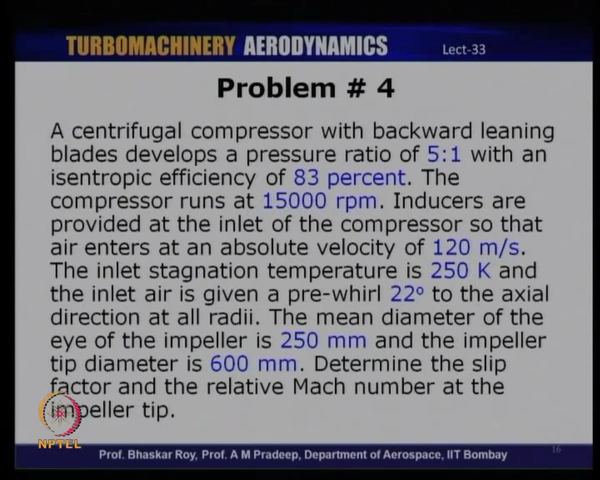 TURBOMACHINERY AERODYNAMICS
Lect-33
Problem # 4
A centrifugal compressor with backward leaning
blades develops a pressure ratio of 5:1 with an
isentropic efficiency of 83 percent. The
compressor runs at 15000 rpm. Inducers are
provided at the inlet of the compressor so that
air enters at an absolute velocity of 120 m/s.
The inlet stagnation temperature is 250 K and
the inlet air is given a pre-whirl 22° to the axial
direction at all radii. The mean diameter of the
eye of the impeller is 250 mm and the impeller
tip diameter is 600 mm. Determine the slip
factor and the relative Mach number at the
impeller tip.
NPTEL
Prof. Bhaskar Roy, Prof. A M Pradeep, Department of Aerospace, IIT Bombay
16